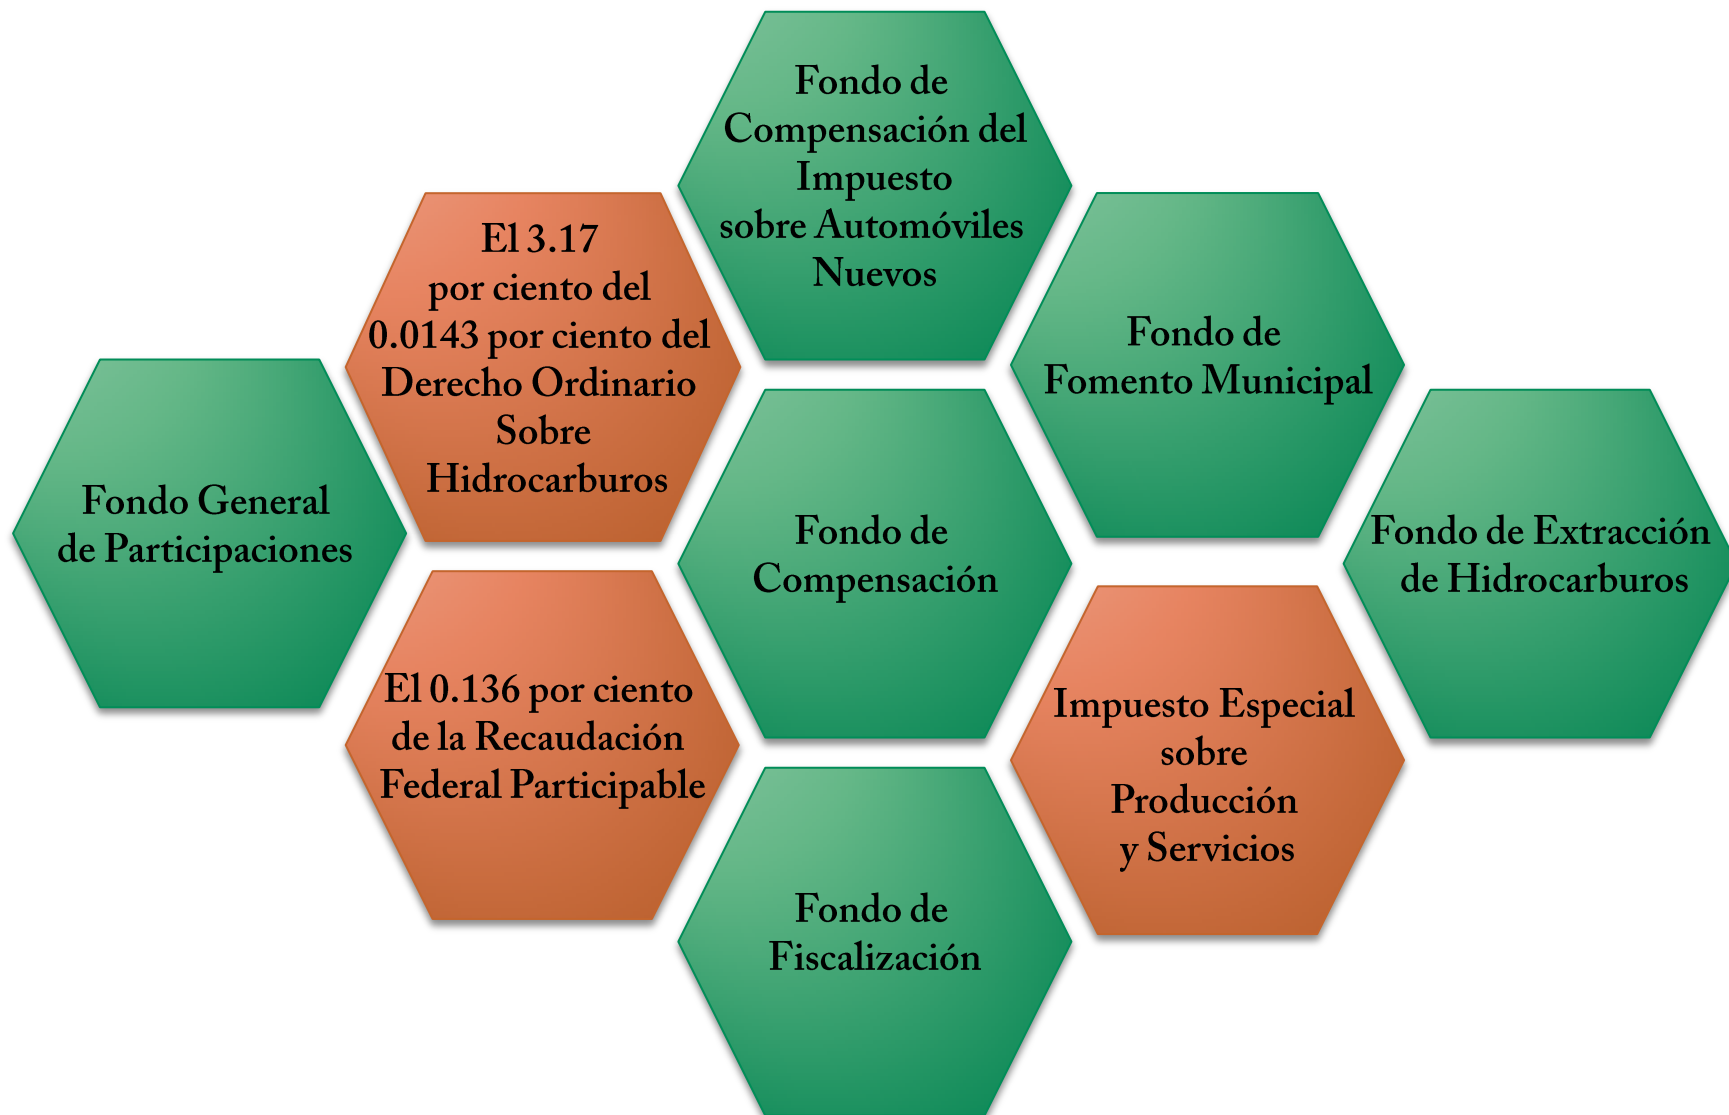 Fondo de
Compensación del
Impuesto
sobre Automóviles
Nuevos
El 3.17
por ciento del
0.0143 por ciento del
Derecho Ordinario
Sobre
Hidrocarburos
Fondo de
Fomento Municipal
Fondo General
de Participaciones
Fondo de
Compensación
Fondo de Extracción
de Hidrocarburos
El 0.136 por ciento
de la Recaudación
Federal Participable
Impuesto Especial
sobre
Producción
y Servicios
Fondo de
Fiscalización